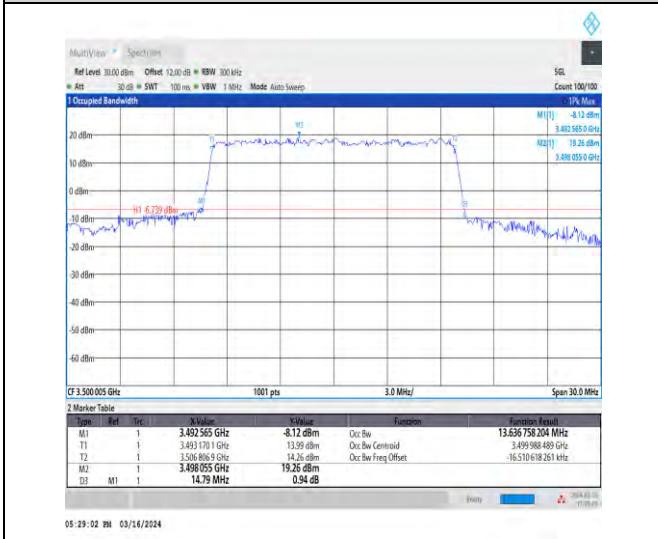 MultiView Spectrum
Ref Level 30.00 dBm Offset 12.00 dB RBW 300 kHz SGL
Att 30 dB SWT 100 ms VBW 1 MHz Mode Auto Sweep Count 100/100
1 Occupied Bandwidth 1Pk Max
M1[1] -8.12 dBm
3.492 565 0 GHz
M2[1] 19.26 dBm
3.498 055 0 GHz
20 dBm
10 dBm
0 dBm
-10 dBm
-20 dBm
-30 dBm
-40 dBm
-50 dBm
-60 dBm
H1 -6.739 dBm
M2
CF 3.500 005 GHz 1001 pts 3.0 MHz/ Span 30.0 MHz
2 Marker Table
Type Ref Trc X-Value Y-Value Function Function Result
M1 1 3.492 565 GHz -8.12 dBm Occ Bw 13.636 758 204 MHz
T1 1 3.493 170 1 GHz 13.99 dBm Occ Bw Centroid 3.499 988 489 GHz
T2 1 3.506 806 9 GHz 14.26 dBm Occ Bw Freq Offset -16.510 618 261 kHz
M2 1 3.498 055 GHz 19.26 dBm
D3 M1 1 14.79 MHz 0.94 dB
05:29:02 PM 03/16/2024